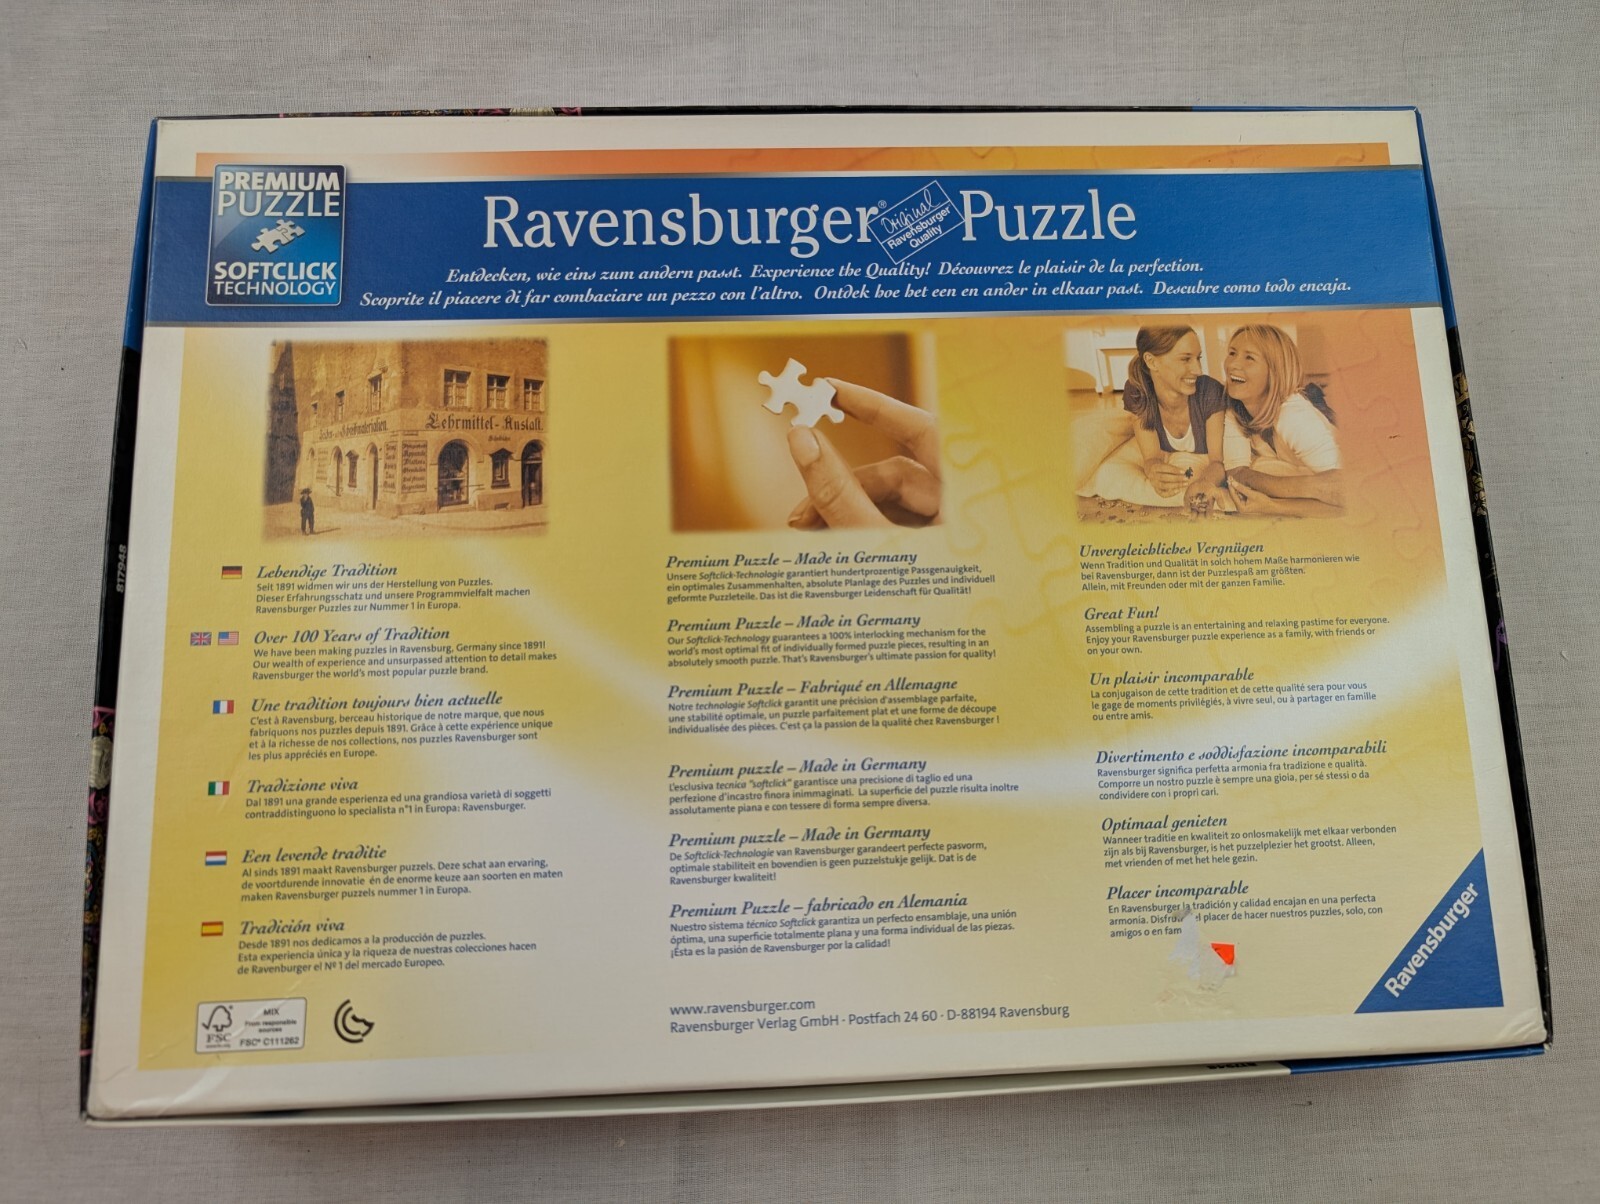 PREMIUM
PUZZLE
SOFTCLICK
TECHNOLOGY
Ravensburger® Puzzle
Original
Ravensburger
Quality
Entdecken, wie eins zum andern passt. Experience the Quality! Découvrez le plaisir de la perfection.
Scoprite il piacere di far combaciare un pezzo con l'altro. Ontdek hoe het een en ander in elkaar past. Descubre como todo encaja.
Lehrmittel-Anstalt.
Lebendige Tradition
Seit 1891 widmen wir uns der Herstellung von Puzzles.
Dieser Erfahrungsschatz und unsere Programmvielfalt machen
Ravensburger Puzzles zur Nummer 1 in Europa.
Over 100 Years of Tradition
We have been making puzzles in Ravensburg, Germany since 1891!
Our wealth of experience and unsurpassed attention to detail makes
Ravensburger the world's most popular puzzle brand.
Une tradition toujours bien actuelle
C'est à Ravensburg, berceau historique de notre marque, que nous
fabriquons nos puzzles depuis 1891. Grâce à cette expérience unique
et à la richesse de nos collections, nos puzzles Ravensburger sont
les plus appréciés en Europe.
Tradizione viva
Dal 1891 una grande esperienza ed una grandiosa varietà di soggetti
contraddistinguono lo specialista n°1 in Europa: Ravensburger.
Een levende traditie
Al sinds 1891 maakt Ravensburger puzzels. Deze schat aan ervaring,
de voortdurende innovatie én de enorme keuze aan soorten en maten
maken Ravensburger puzzels nummer 1 in Europa.
Tradición viva
Desde 1891 nos dedicamos a la producción de puzzles.
Esta experiencia única y la riqueza de nuestras colecciones hacen
de Ravenburger el Nº 1 del mercado Europeo.
Premium Puzzle – Made in Germany
Unsere Softclick-Technologie garantiert hundertprozentige Passgenauigkeit,
ein optimales Zusammenhalten, absolute Planlage des Puzzles und individuell
geformte Puzzleteile. Das ist die Ravensburger Leidenschaft für Qualität!
Premium Puzzle – Made in Germany
Our Softclick-Technology guarantees a 100% interlocking mechanism for the
world's most optimal fit of individually formed puzzle pieces, resulting in an
absolutely smooth puzzle. That's Ravensburger's ultimate passion for quality!
Premium Puzzle – Fabriqué en Allemagne
Notre technologie Softclick garantit une précision d'assemblage parfaite,
une stabilité optimale, un puzzle parfaitement plat et une forme de découpe
individualisée des pièces. C'est ça la passion de la qualité chez Ravensburger !
Premium puzzle – Made in Germany
L'esclusiva tecnica "softclick" garantisce una precisione di taglio ed una
perfezione d'incastro finora inimmaginati. La superficie del puzzle risulta inoltre
assolutamente piana e con tessere di forma sempre diversa.
Premium puzzle – Made in Germany
De Softclick-Technologie van Ravensburger garandeert perfecte pasvorm,
optimale stabiliteit en bovendien is geen puzzelstukje gelijk. Dat is de
Ravensburger kwaliteit!
Premium Puzzle – fabricado en Alemania
Nuestro sistema técnico Softclick garantiza un perfecto ensamblaje, una unión
óptima, una superficie totalmente plana y una forma individual de las piezas.
¡Ésta es la pasión de Ravensburger por la calidad!
Unvergleichliches Vergnügen
Wenn Tradition und Qualität in solch hohem Maße harmonieren wie
bei Ravensburger, dann ist der Puzzlespaß am größten.
Allein, mit Freunden oder mit der ganzen Familie.
Great Fun!
Assembling a puzzle is an entertaining and relaxing pastime for everyone.
Enjoy your Ravensburger puzzle experience as a family, with friends or
on your own.
Un plaisir incomparable
La conjugaison de cette tradition et de cette qualité sera pour vous
le gage de moments privilégiés, à vivre seul, ou à partager en famille
ou entre amis.
Divertimento e soddisfazione incomparabili
Ravensburger significa perfetta armonia fra tradizione e qualità.
Comporre un nostro puzzle è sempre una gioia, per sé stessi o da
condividere con i propri cari.
Optimaal genieten
Wanneer traditie en kwaliteit zo onlosmakelijk met elkaar verbonden
zijn als bij Ravensburger, is het puzzelplezier het grootst. Alleen,
met vrienden of met het hele gezin.
Placer incomparable
En Ravensburger la tradición y calidad encajan en una perfecta
armonia. el placer de hacer nuestros puzzles, solo, con
amigos o en fam
FSC
MIX
From responsible
sources
FSC® C111262
www.ravensburger.com
Ravensburger Verlag GmbH · Postfach 24 60 · D-88194 Ravensburg
Ravensburger
817948